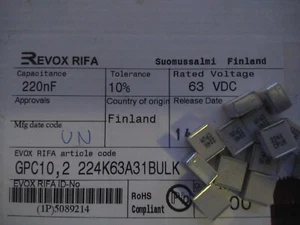 EVOX RIFA Suomussalmi Finland
Capacitance Tolerance Rated Voltage
220nF 10% 63 VDC
Approvals Country of origin Release Date
Finland
Mfg date code
UN
EVOX RIFA article code
GPC10,2 224K63A31BULK
EVOX RIFA ID-No
(1P)5089214
RoHS
Compliant